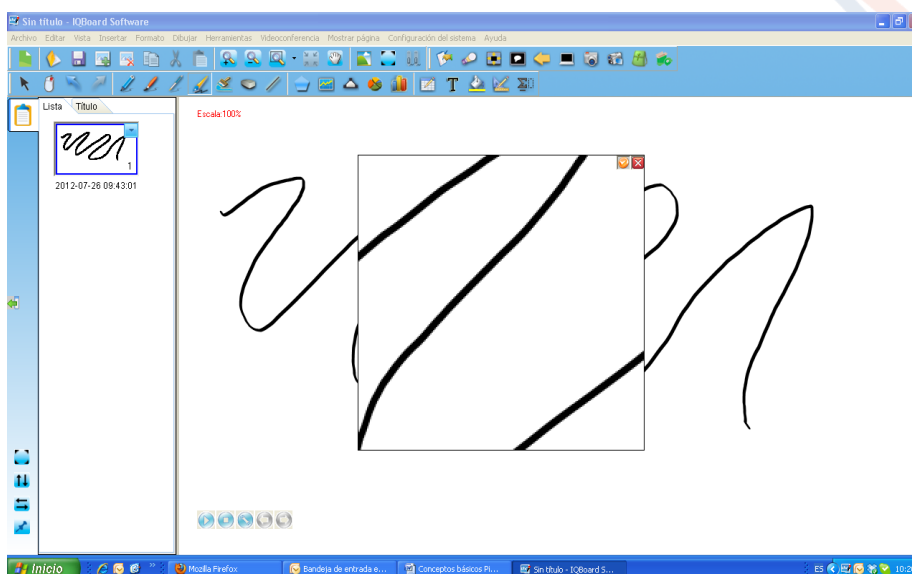 Sin título - IQBoard Software
Archivo Editar Vista Insertar Formato Dibujar Herramientas Videoconferencia Mostrar página Configuración del sistema Ayuda
Lista Título
Escala:100%
1
2012-07-26 09:43:01
Inicio Mozilla Firefox Bandeja de entrada e... Conceptos básicos Pi... Sin título - IQBoard S... ES